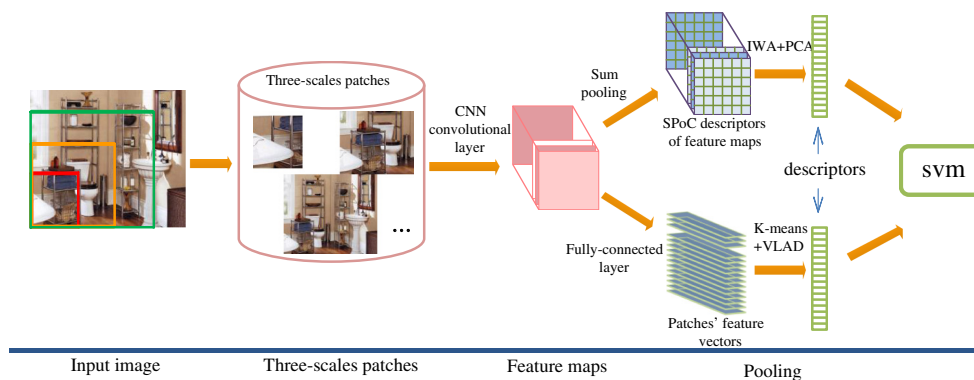 Three-scales patches
CNN
convolutional
layer
Sum
pooling
IWA+PCA
SPoC descriptors
of feature maps
descriptors
svm
Fully-connected
layer
K-means
+VLAD
Patches' feature
vectors
...
Input image
Three-scales patches
Feature maps
Pooling